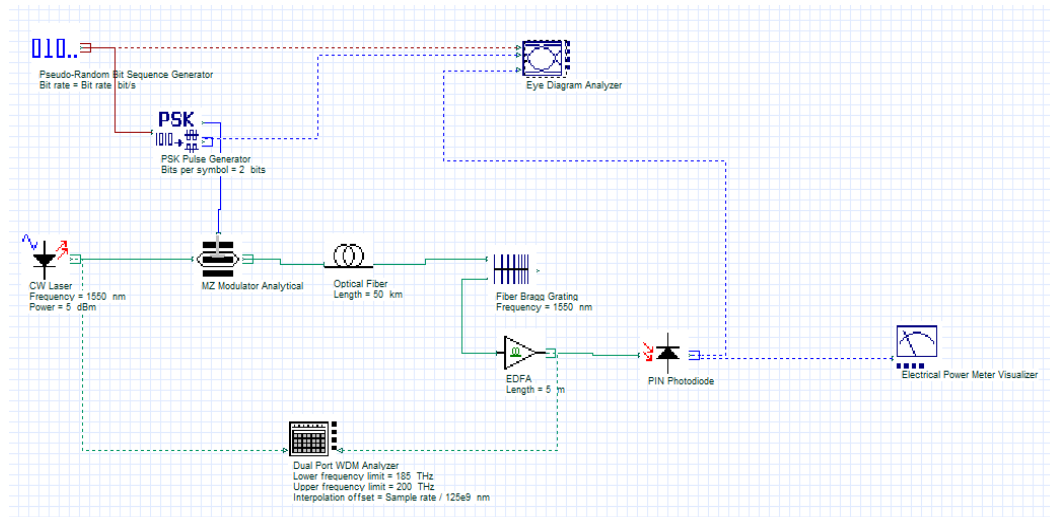 010..
Pseudo-Random Bit Sequence Generator
Bit rate = Bit rate bit/s
Eye Diagram Analyzer
PSK
1010
PSK Pulse Generator
Bits per symbol = 2 bits
CW Laser
Frequency = 1550 nm
Power = 5 dBm
MZ Modulator Analytical
Optical Fiber
Length = 50 km
Fiber Bragg Grating
Frequency = 1550 nm
EDFA
Length = 5 m
PIN Photodiode
Electrical Power Meter Visualizer
Dual Port WDM Analyzer
Lower frequency limit = 185 THz
Upper frequency limit = 200 THz
Interpolation offset = Sample rate / 125e9 nm